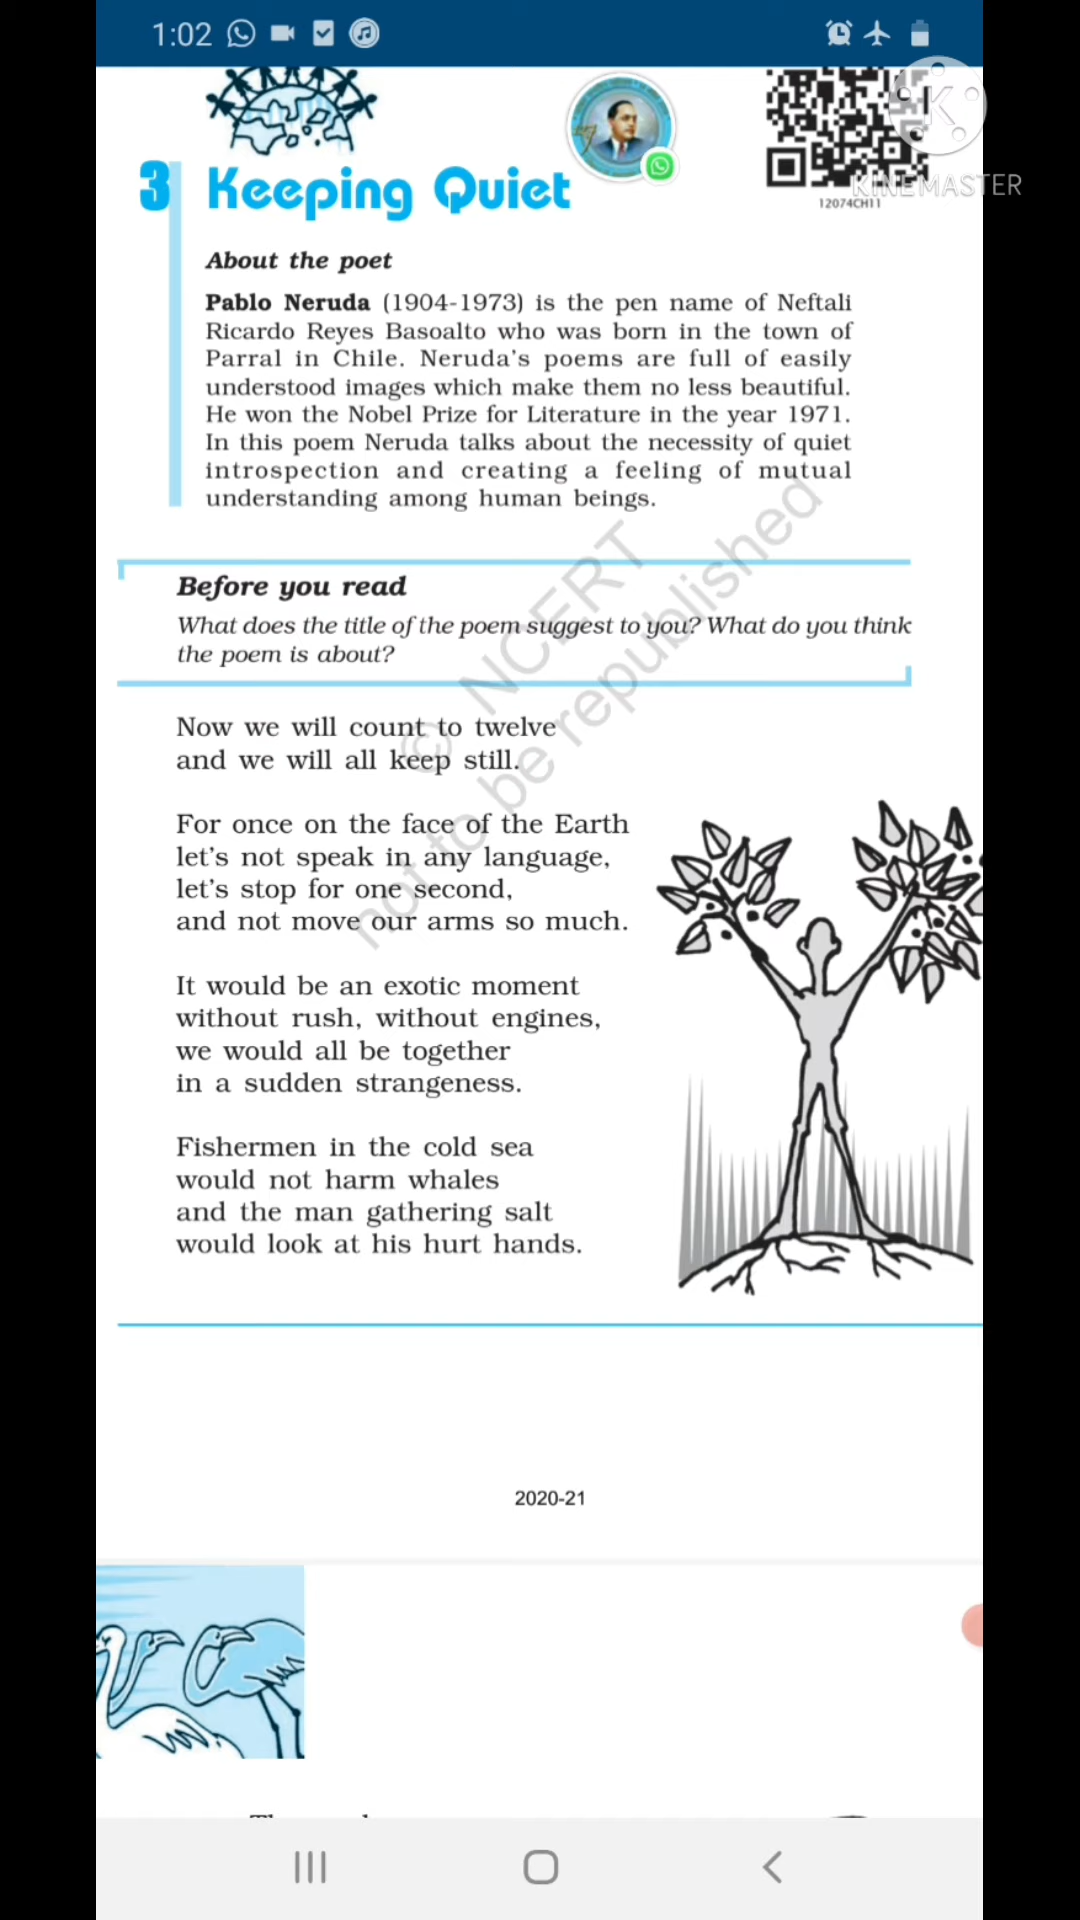 1:02
KINEMASTER
12074CH11
3 Keeping Quiet
About the poet
Pablo Neruda (1904-1973) is the pen name of Neftali
Ricardo Reyes Basoalto who was born in the town of
Parral in Chile. Neruda's poems are full of easily
understood images which make them no less beautiful.
He won the Nobel Prize for Literature in the year 1971.
In this poem Neruda talks about the necessity of quiet
introspection and creating a feeling of mutual
understanding among human beings.
Before you read
What does the title of the poem suggest to you? What do you think
the poem is about?
© NCERT
not to be republished
Now we will count to twelve
and we will all keep still.
For once on the face of the Earth
let's not speak in any language,
let's stop for one second,
and not move our arms so much.
It would be an exotic moment
without rush, without engines,
we would all be together
in a sudden strangeness.
Fishermen in the cold sea
would not harm whales
and the man gathering salt
would look at his hurt hands.
2020-21